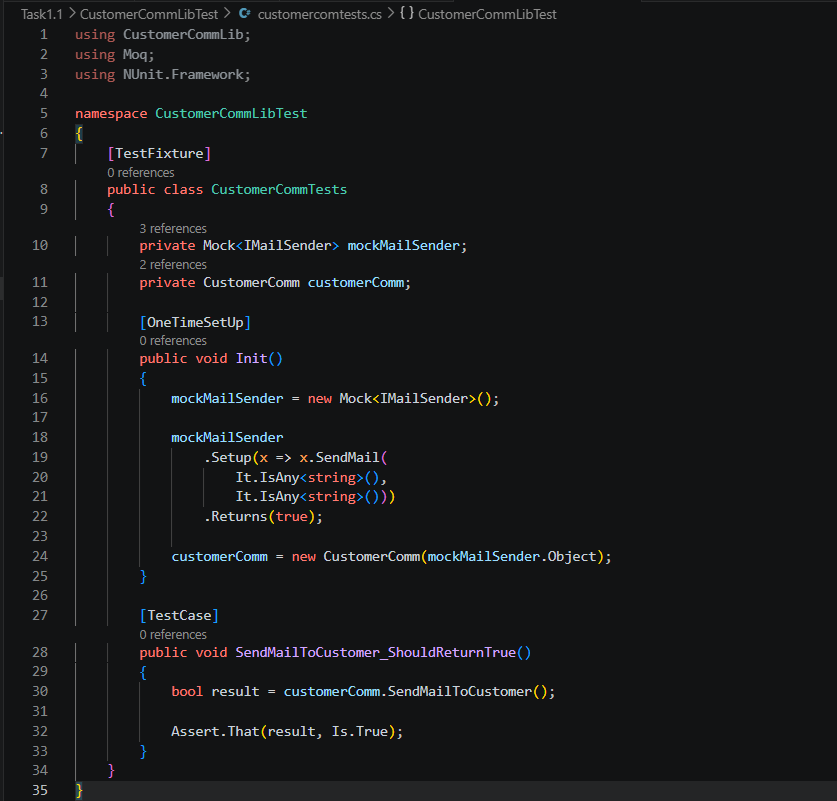 Task1.1 > CustomerCommLibTest > customercomtests.cs > {} CustomerCommLibTest
1 using CustomerCommLib;
2 using Moq;
3 using NUnit.Framework;
4
5 namespace CustomerCommLibTest
6 {
7     [TestFixture]
0 references
8     public class CustomerCommTests
9     {
3 references
10         private Mock<IMailSender> mockMailSender;
2 references
11         private CustomerComm customerComm;
12
13         [OneTimeSetUp]
0 references
14         public void Init()
15         {
16             mockMailSender = new Mock<IMailSender>();
17
18             mockMailSender
19                 .Setup(x => x.SendMail(
20                     It.IsAny<string>(),
21                     It.IsAny<string>()))
22                 .Returns(true);
23
24             customerComm = new CustomerComm(mockMailSender.Object);
25         }
26
27         [TestCase]
0 references
28         public void SendMailToCustomer_ShouldReturnTrue()
29         {
30             bool result = customerComm.SendMailToCustomer();
31
32             Assert.That(result, Is.True);
33         }
34     }
35 }